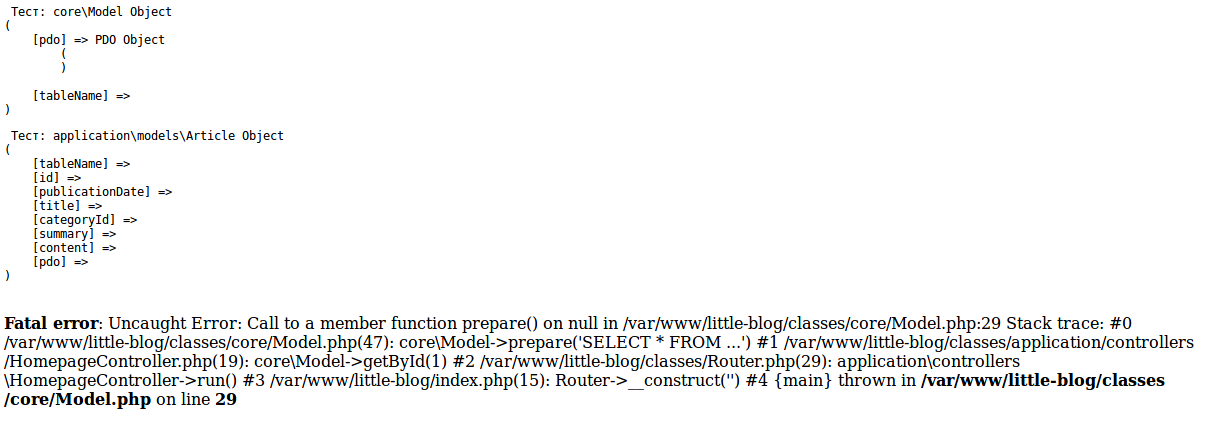 Тест: core\Model Object
(
    [pdo] => PDO Object
        (
        )

    [tableName] =>
)
Тест: application\models\Article Object
(
    [tableName] =>
    [id] =>
    [publicationDate] =>
    [title] =>
    [categoryId] =>
    [summary] =>
    [content] =>
    [pdo] =>
)
Fatal error: Uncaught Error: Call to a member function prepare() on null in /var/www/little-blog/classes/core/Model.php:29 Stack trace: #0
/var/www/little-blog/classes/core/Model.php(47): core\Model->prepare('SELECT * FROM ...') #1 /var/www/little-blog/classes/application/controllers
/HomepageController.php(19): core\Model->getById(1) #2 /var/www/little-blog/classes/Router.php(29): application\controllers
\HomepageController->run() #3 /var/www/little-blog/index.php(15): Router->__construct('') #4 {main} thrown in /var/www/little-blog/classes
/core/Model.php on line 29